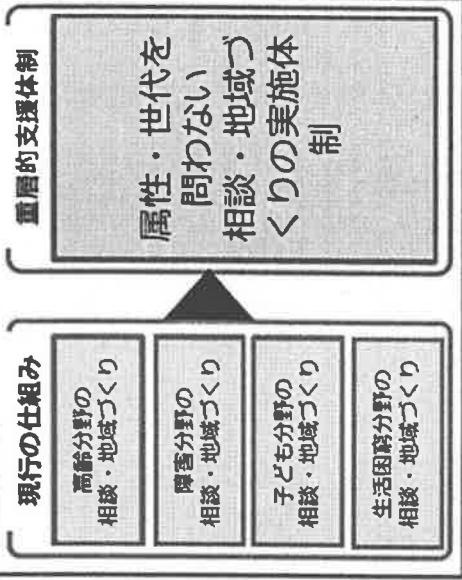 現行の仕組み
高齢分野の
相談・地域づくり
障害分野の
相談・地域づくり
子ども分野の
相談・地域づくり
生活困窮分野の
相談・地域づくり
重層的支援体制
属性・世代を
問わない
相談・地域づ
くりの実施体
制